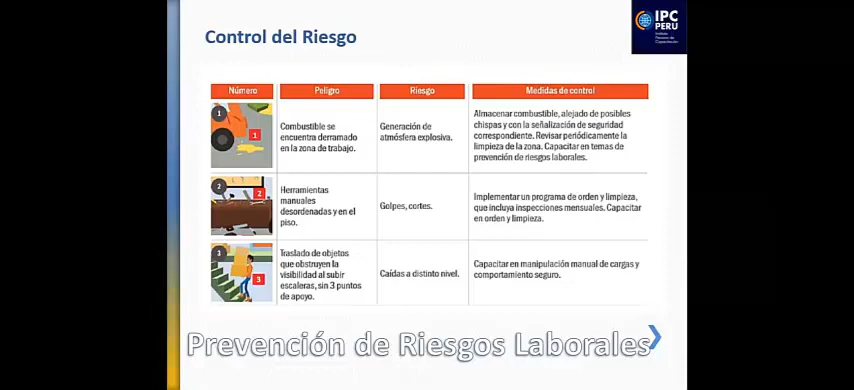 IPC
PERU
Instituto
Peruano de
Capacitación
Control del Riesgo
Número Peligro Riesgo Medidas de control
1
1
Combustible se
encuentra derramado
en la zona de trabajo.
Generación de
atmósfera explosiva.
Almacenar combustible, alejado de posibles
chispas y con la señalización de seguridad
correspondiente. Revisar periódicamente la
limpieza de la zona. Capacitar en temas de
prevención de riesgos laborales.
2
2
Herramientas
manuales
desordenadas y en el
piso.
Golpes, cortes.
Implementar un programa de orden y limpieza,
que incluya inspecciones mensuales. Capacitar
en orden y limpieza.
3
3
Traslado de objetos
que obstruyen la
visibilidad al subir
escaleras, sin 3 puntos
de apoyo.
Caídas a distinto nivel.
Capacitar en manipulación manual de cargas y
comportamiento seguro.
Prevención de Riesgos Laborales